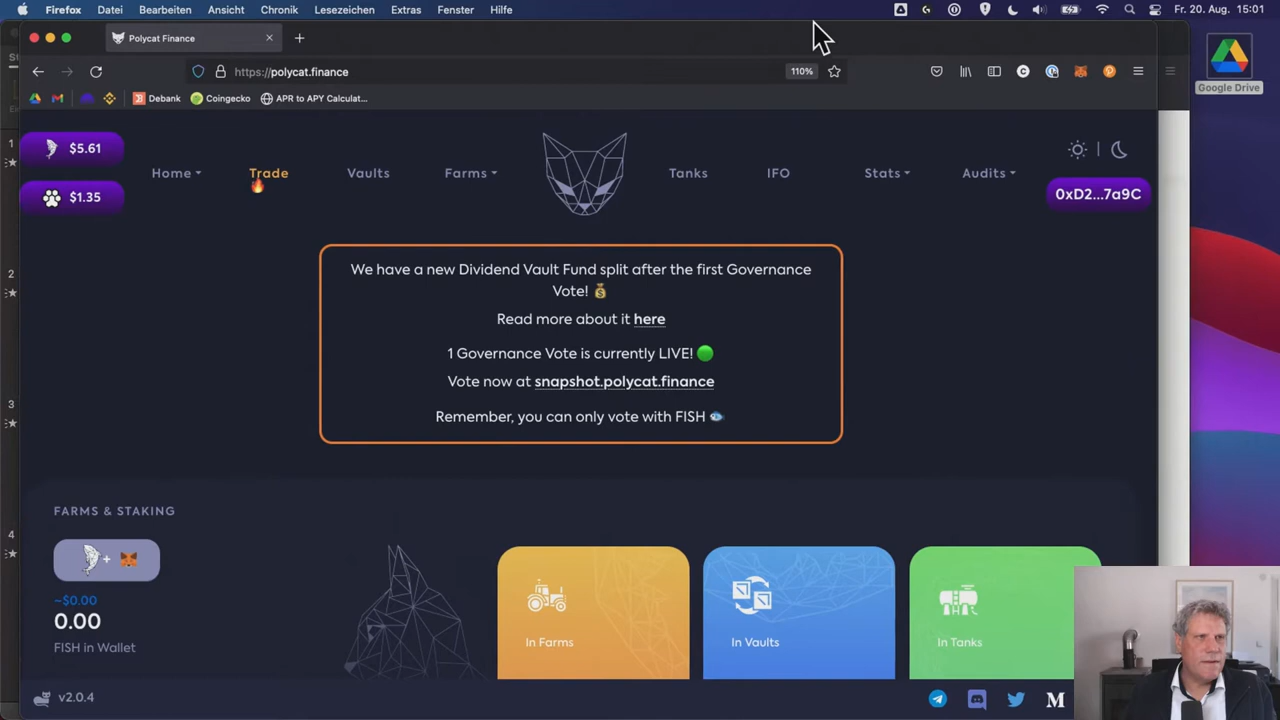 Firefox Datei Bearbeiten Ansicht Chronik Lesezeichen Extras Fenster Hilfe Fr. 20. Aug. 15:01
Polycat Finance
https://polycat.finance 110%
Debank Coingecko APR to APY Calculat...
Google Drive
$5.61
$1.35
Home Trade Vaults Farms Tanks IFO Stats Audits
0xD2...7a9C
We have a new Dividend Vault Fund split after the first Governance
Vote!
Read more about it here
1 Governance Vote is currently LIVE!
Vote now at snapshot.polycat.finance
Remember, you can only vote with FISH
FARMS & STAKING
~$0.00
0.00
FISH in Wallet
In Farms
In Vaults
In Tanks
v2.0.4
1
2
3
4